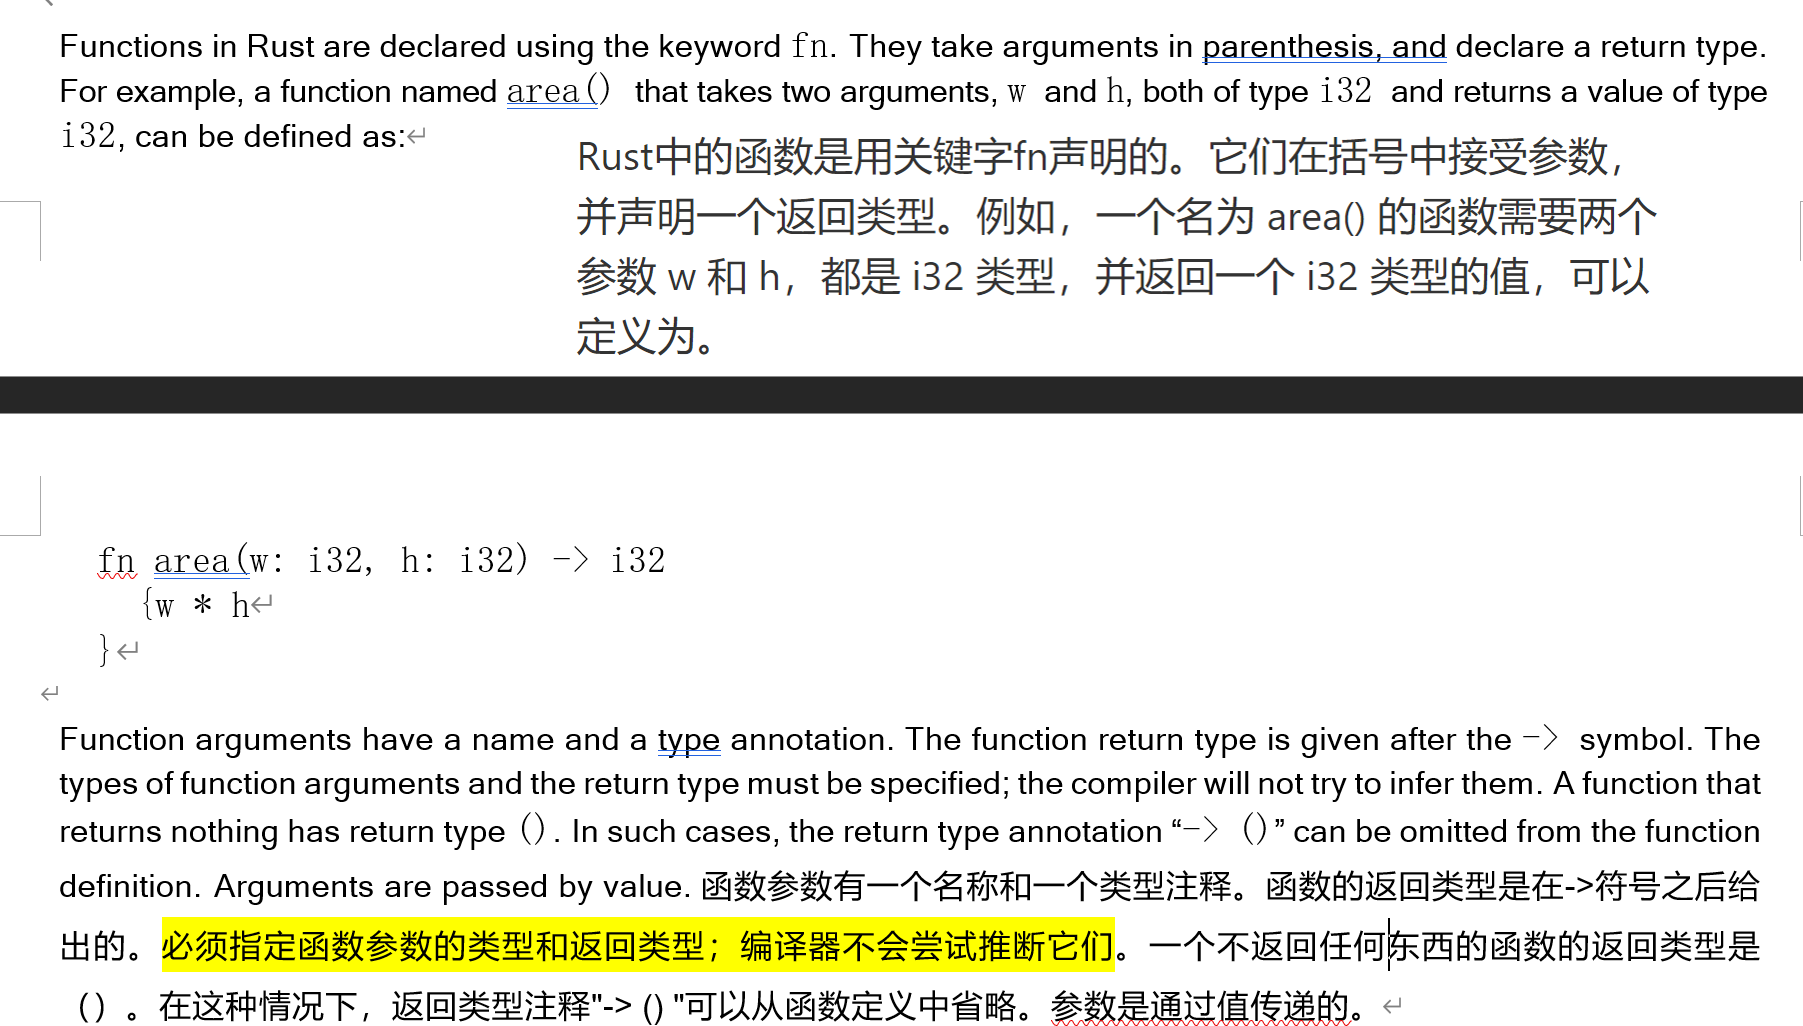 Functions in Rust are declared using the keyword fn. They take arguments in parenthesis, and declare a return type.
For example, a function named area() that takes two arguments, w and h, both of type i32 and returns a value of type
i32, can be defined as:↵
Rust中的函数是用关键字fn声明的。它们在括号中接受参数，
并声明一个返回类型。例如，一个名为 area() 的函数需要两个
参数 w 和 h，都是 i32 类型，并返回一个 i32 类型的值，可以
定义为。
fn area(w: i32, h: i32) -> i32
{w * h↵
}↵
↵
Function arguments have a name and a type annotation. The function return type is given after the -> symbol. The
types of function arguments and the return type must be specified; the compiler will not try to infer them. A function that
returns nothing has return type (). In such cases, the return type annotation “-> ()” can be omitted from the function
definition. Arguments are passed by value. 函数参数有一个名称和一个类型注释。函数的返回类型是在->符号之后给
出的。必须指定函数参数的类型和返回类型；编译器不会尝试推断它们。一个不返回任何东西的函数的返回类型是
（）。在这种情况下，返回类型注释"-> () "可以从函数定义中省略。参数是通过值传递的。↵